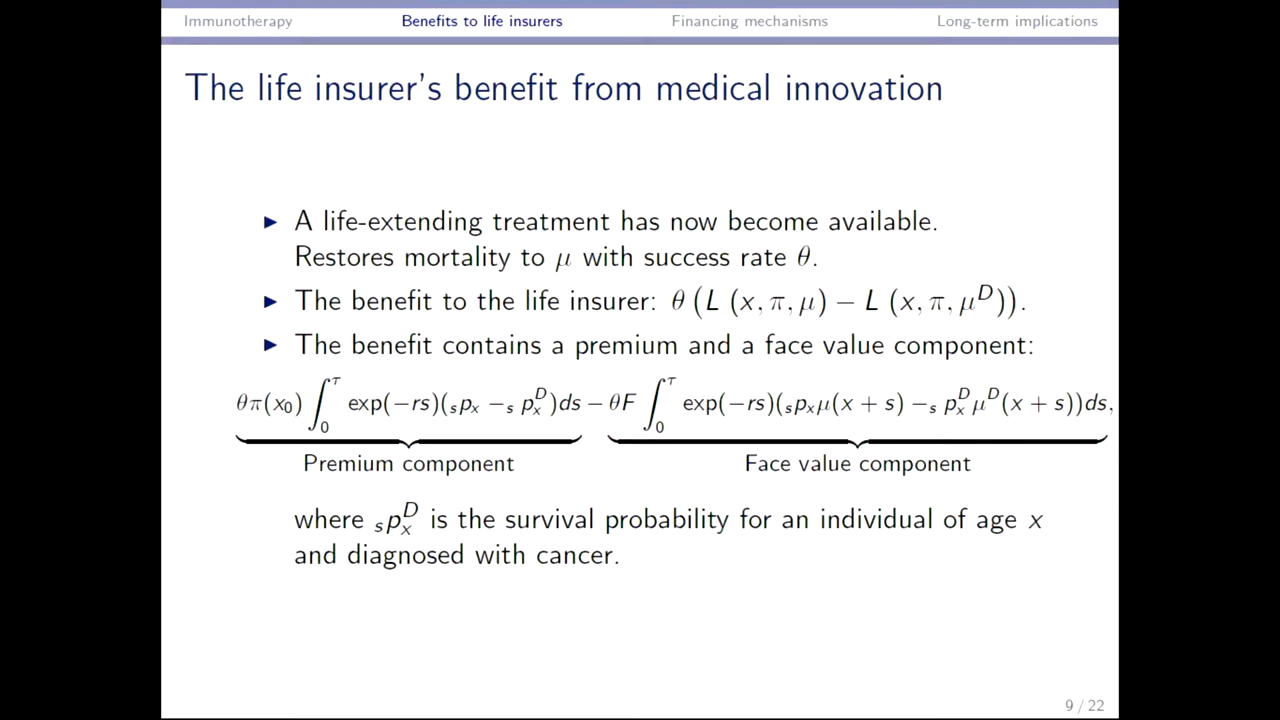 Immunotherapy Benefits to life insurers Financing mechanisms Long-term implications
The life insurer's benefit from medical innovation
▶ A life-extending treatment has now become available.
Restores mortality to μ with success rate θ.
▶ The benefit to the life insurer: θ (L (x, π, μ) − L (x, π, μ^D)).
▶ The benefit contains a premium and a face value component:
θπ(x₀) ∫₀^τ exp(−rs)(ₛpₓ −ₛ pₓ^D)ds − θF ∫₀^τ exp(−rs)(ₛpₓμ(x + s) −ₛ pₓ^Dμ^D(x + s))ds,
Premium component Face value component
where ₛpₓ^D is the survival probability for an individual of age x
and diagnosed with cancer.
9 / 22